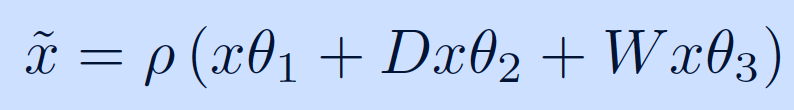 x̃ = ρ (xθ₁ + Dxθ₂ + Wxθ₃)